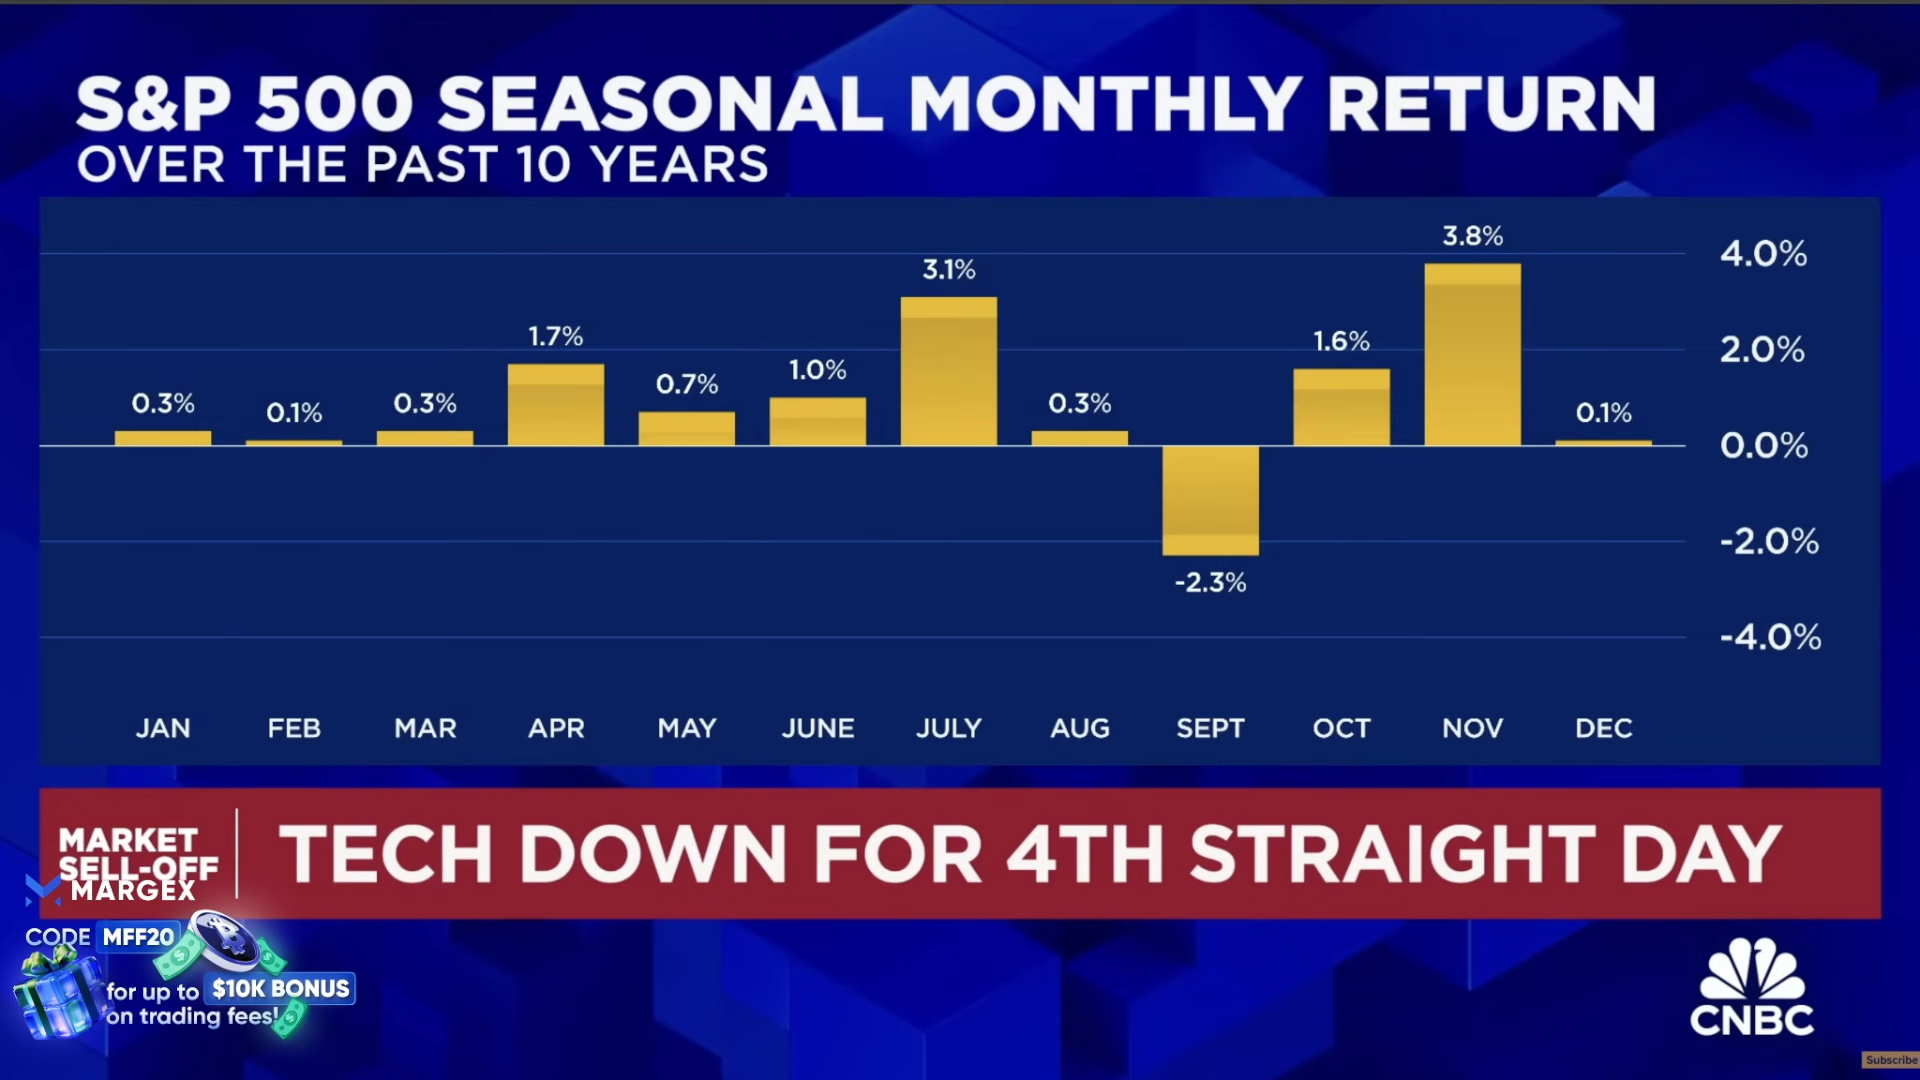 S&P 500 SEASONAL MONTHLY RETURN
OVER THE PAST 10 YEARS
3.8%
4.0%
3.1%
1.7%
1.6%
2.0%
1.0%
0.7%
0.3%
0.1%
0.3%
0.3%
0.1%
0.0%
-2.0%
-2.3%
-4.0%
JAN FEB MAR APR MAY JUNE JULY AUG SEPT OCT NOV DEC
MARKET
SELL-OFF
TECH DOWN FOR 4TH STRAIGHT DAY
MARGEX
CODE MFF20
for up to $10K BONUS
on trading fees!
CNBC
Subscribe